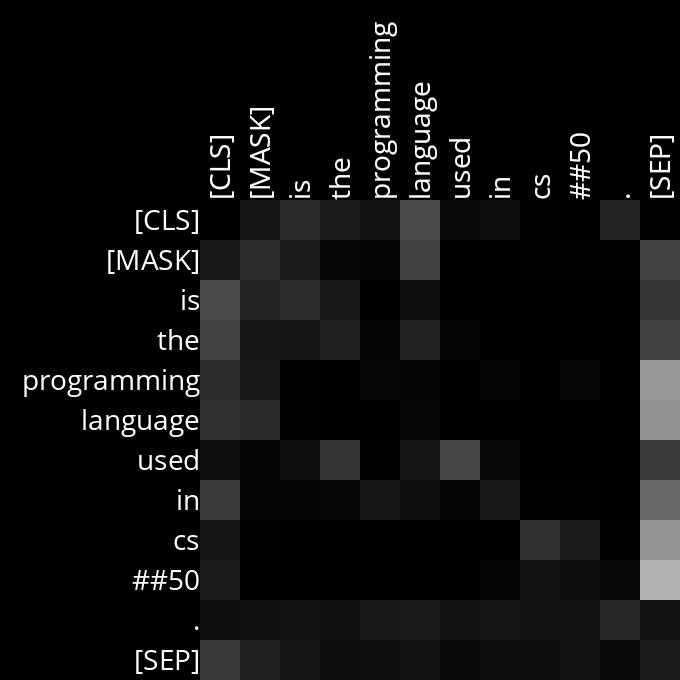 [CLS]
[MASK]
is
the
programming
language
used
in
cs
##50
.
[SEP]
[CLS]
[MASK]
is
the
programming
language
used
in
cs
##50
.
[SEP]